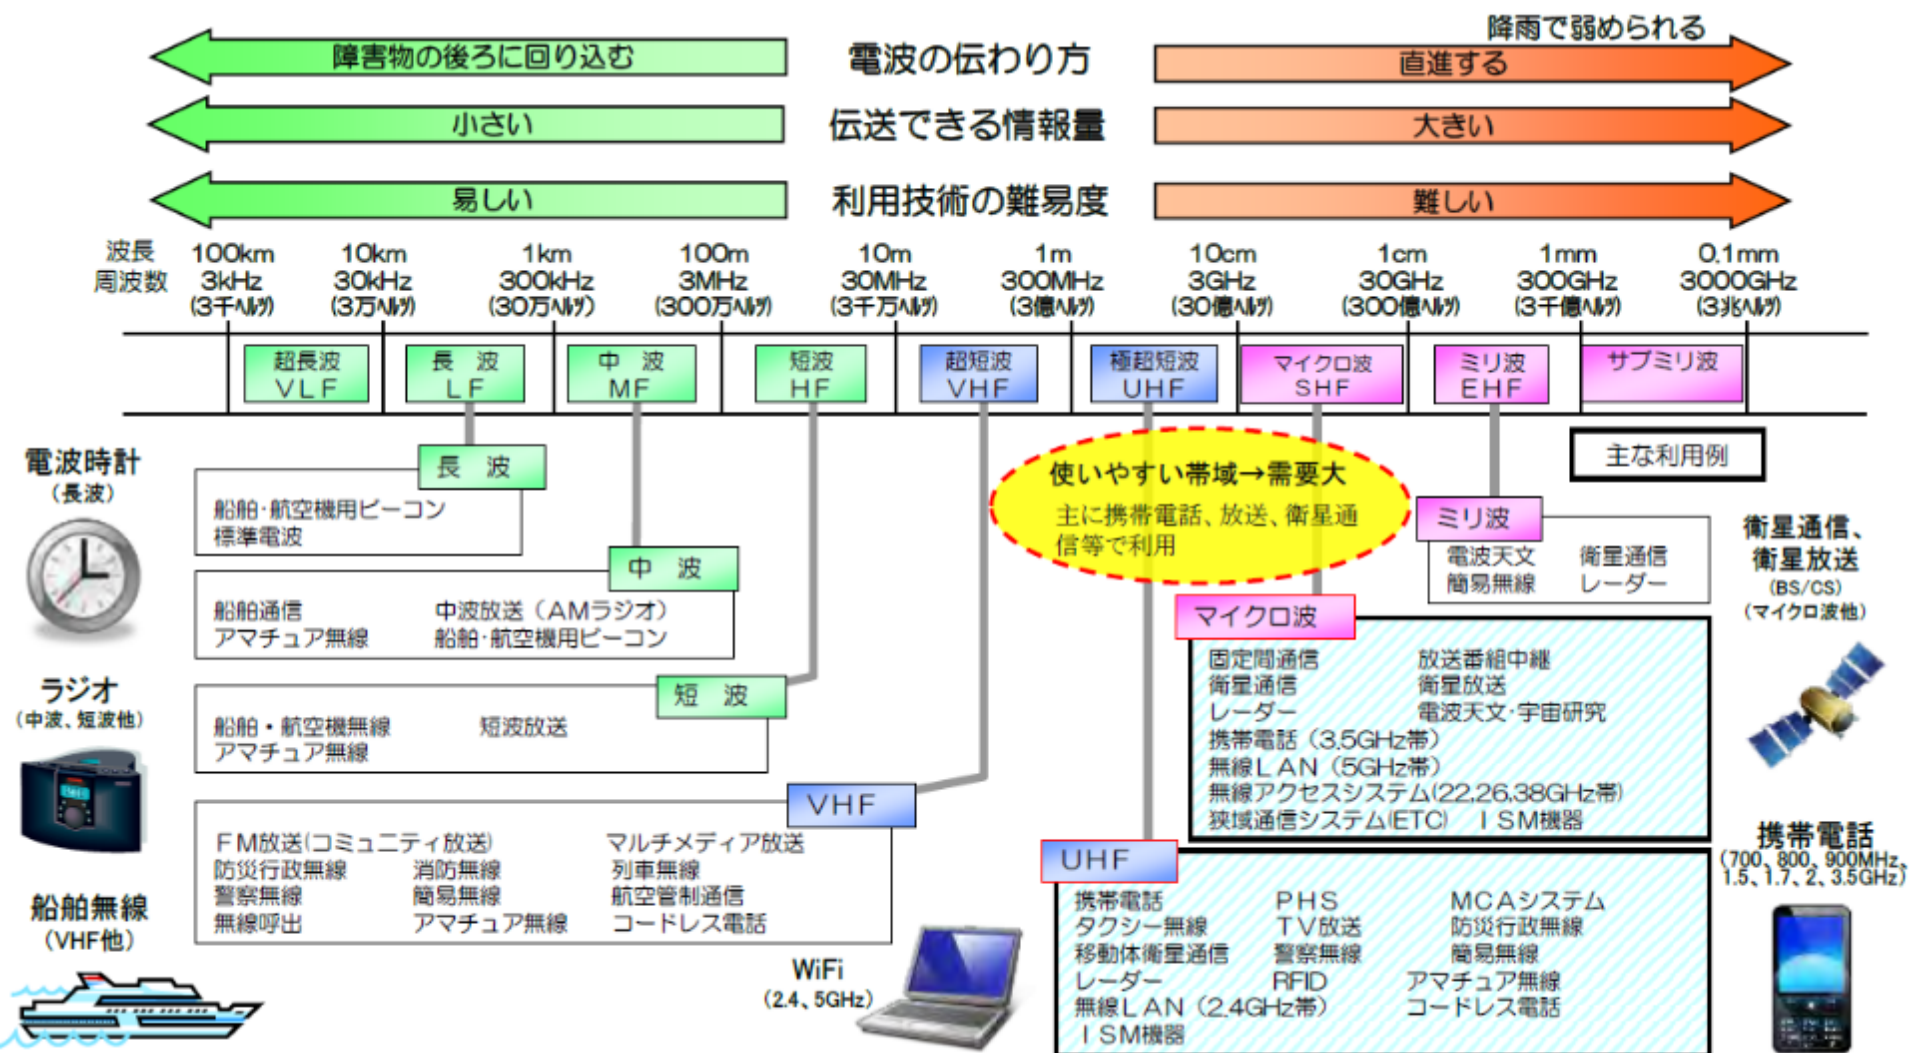 降雨で弱められる
障害物の後ろに回り込む 電波の伝わり方 直進する
小さい 伝送できる情報量 大きい
易しい 利用技術の難易度 難しい
波長 100km 10km 1km 100m 10m 1m 10cm 1cm 1mm 0.1mm
周波数 3kHz 30kHz 300kHz 3MHz 30MHz 300MHz 3GHz 30GHz 300GHz 3000GHz
(3千ヘルツ) (3万ヘルツ) (30万ヘルツ) (300万ヘルツ) (3千万ヘルツ) (3億ヘルツ) (30億ヘルツ) (300億ヘルツ) (3千億ヘルツ) (3兆ヘルツ)
超長波 長 波 中 波 短波 超短波 極超短波 マイクロ波 ミリ波 サブミリ波
VLF LF MF HF VHF UHF SHF EHF
主な利用例
電波時計
(長波)
長 波
船舶・航空機用ビーコン
標準電波
中 波
船舶通信 中波放送(AMラジオ)
アマチュア無線 船舶・航空機用ビーコン
ラジオ
(中波、短波他)
短 波
船舶・航空機無線 短波放送
アマチュア無線
VHF
FM放送(コミュニティ放送) マルチメディア放送
防災行政無線 消防無線 列車無線
警察無線 簡易無線 航空管制通信
無線呼出 アマチュア無線 コードレス電話
船舶無線
(VHF他)
WiFi
(2.4、5GHz)
使いやすい帯域→需要大
主に携帯電話、放送、衛星通
信等で利用
ミリ波
電波天文 衛星通信
簡易無線 レーダー
衛星通信、
衛星放送
(BS/CS)
(マイクロ波他)
マイクロ波
固定間通信 放送番組中継
衛星通信 衛星放送
レーダー 電波天文・宇宙研究
携帯電話(3.5GHz帯)
無線LAN(5GHz帯)
無線アクセスシステム(22,26,38GHz帯)
狭域通信システム(ETC) ISM機器
UHF
携帯電話 PHS MCAシステム
タクシー無線 TV放送 防災行政無線
移動体衛星通信 警察無線 簡易無線
レーダー RFID アマチュア無線
無線LAN(2.4GHz帯) コードレス電話
ISM機器
携帯電話
(700、800、900MHz、
1.5、1.7、2、3.5GHz)